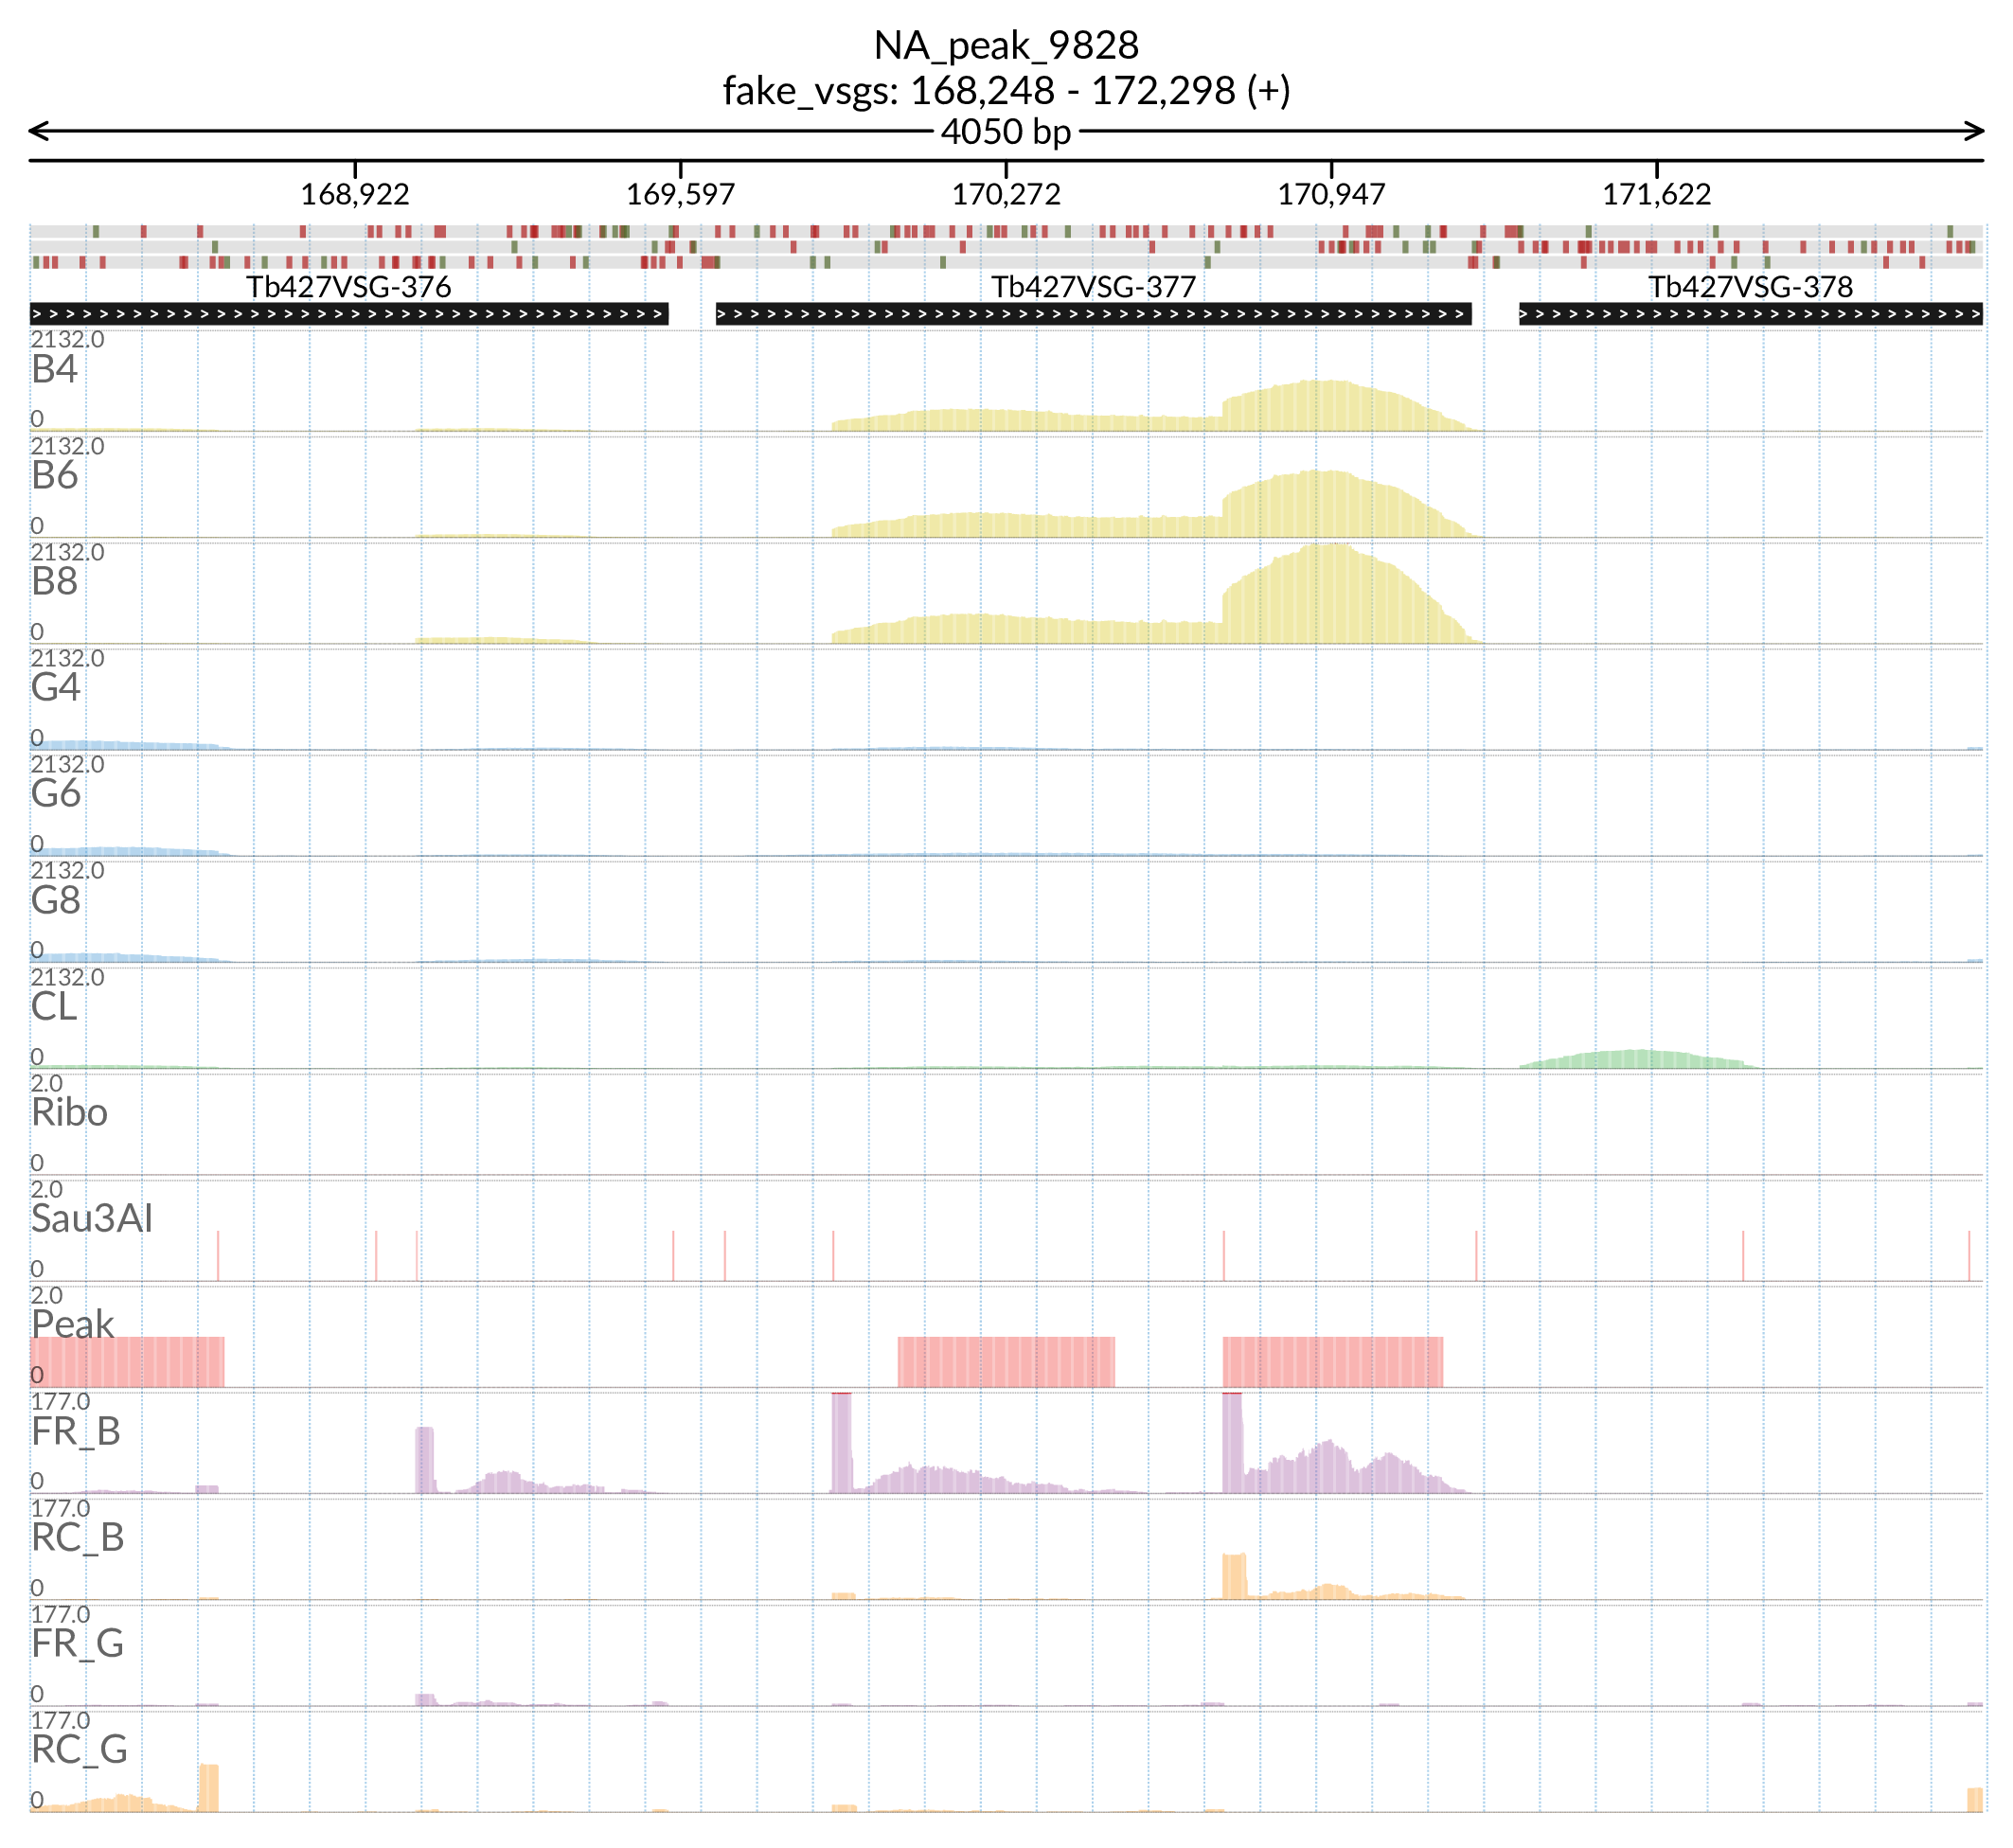 NA_peak_9828
fake_vsgs: 168,248 - 172,298 (+)
4050 bp
168,922 169,597 170,272 170,947 171,622
Tb427VSG-376 Tb427VSG-377 Tb427VSG-378
2132.0
B4
0
2132.0
B6
0
2132.0
B8
0
2132.0
G4
0
2132.0
G6
0
2132.0
G8
0
2132.0
CL
0
2.0
Ribo
0
2.0
Sau3AI
0
2.0
Peak
0
177.0
FR_B
0
177.0
RC_B
0
177.0
FR_G
0
177.0
RC_G
0